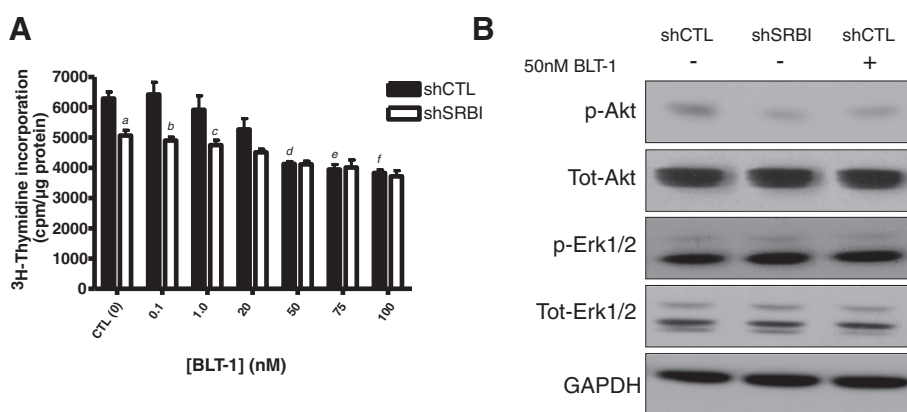 A
³H-Thymidine incorporation
(cpm/µg protein)
7000
6000
5000
4000
3000
2000
1000
0
a
b
c
d
e
f
shCTL
shSRBI
CTL (0)
0.1
1.0
20
50
75
100
[BLT-1] (nM)
B
shCTL shSRBI shCTL
50nM BLT-1 - - +
p-Akt
Tot-Akt
p-Erk1/2
Tot-Erk1/2
GAPDH